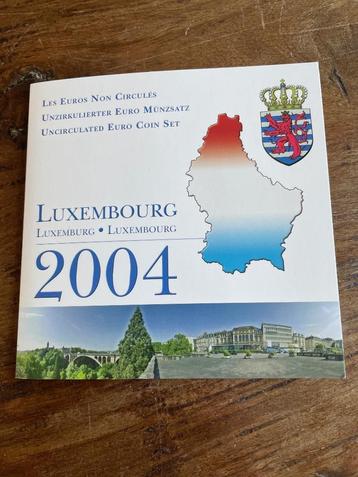 Les Euros Non Circulés
Unzirkulierter Euro Münzsatz
Uncirculated Euro Coin Set
Luxembourg
Luxemburg • Luxembourg
2004